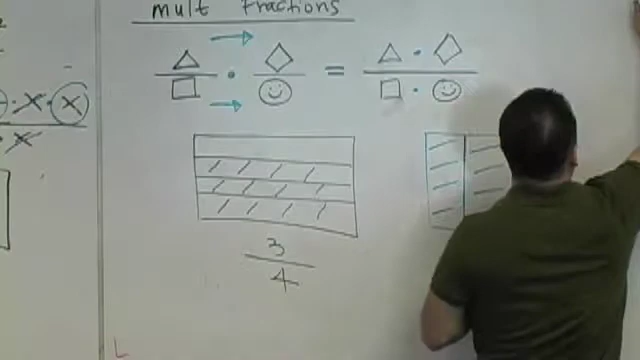 mult fractions
△/□ · ◇/☺ = △ · ◇/□ · ☺
· x · x
x
3
4
L